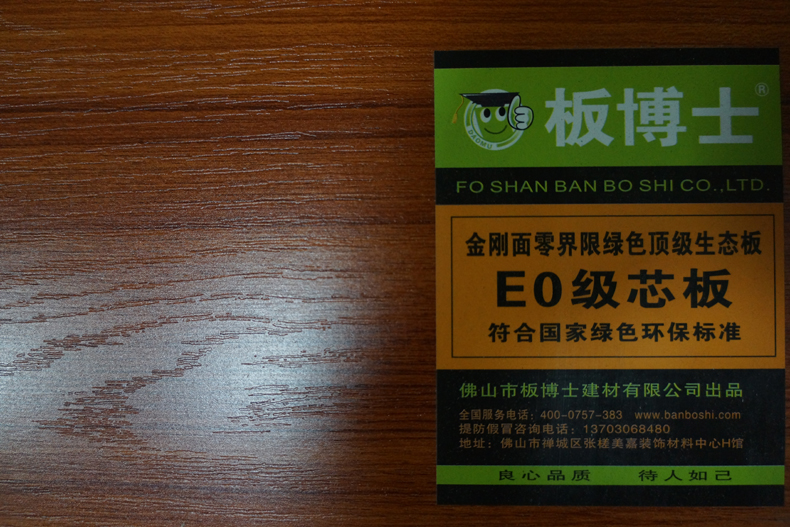 板博士®
FO SHAN BAN BO SHI CO.,LTD.
金刚面零界限绿色顶级生态板
E0级芯板
符合国家绿色环保标准
佛山市板博士建材有限公司出品
全国服务电话：400-0757-383 www.banboshi.com
提防假冒咨询电话：13703068480
地址：佛山市禅城区张槎美嘉装饰材料中心H馆
良心品质 待人如己